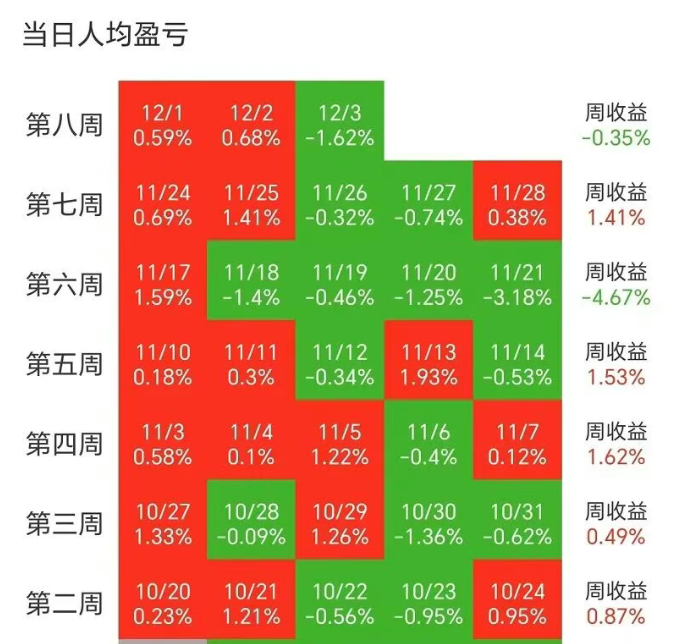 当日人均盈亏
第八周 12/1 12/2 12/3 周收益
0.59% 0.68% -1.62% -0.35%
第七周 11/24 11/25 11/26 11/27 11/28 周收益
0.69% 1.41% -0.32% -0.74% 0.38% 1.41%
第六周 11/17 11/18 11/19 11/20 11/21 周收益
1.59% -1.4% -0.46% -1.25% -3.18% -4.67%
第五周 11/10 11/11 11/12 11/13 11/14 周收益
0.18% 0.3% -0.34% 1.93% -0.53% 1.53%
第四周 11/3 11/4 11/5 11/6 11/7 周收益
0.58% 0.1% 1.22% -0.4% 0.12% 1.62%
第三周 10/27 10/28 10/29 10/30 10/31 周收益
1.33% -0.09% 1.26% -1.36% -0.62% 0.49%
第二周 10/20 10/21 10/22 10/23 10/24 周收益
0.23% 1.21% -0.56% -0.95% 0.95% 0.87%